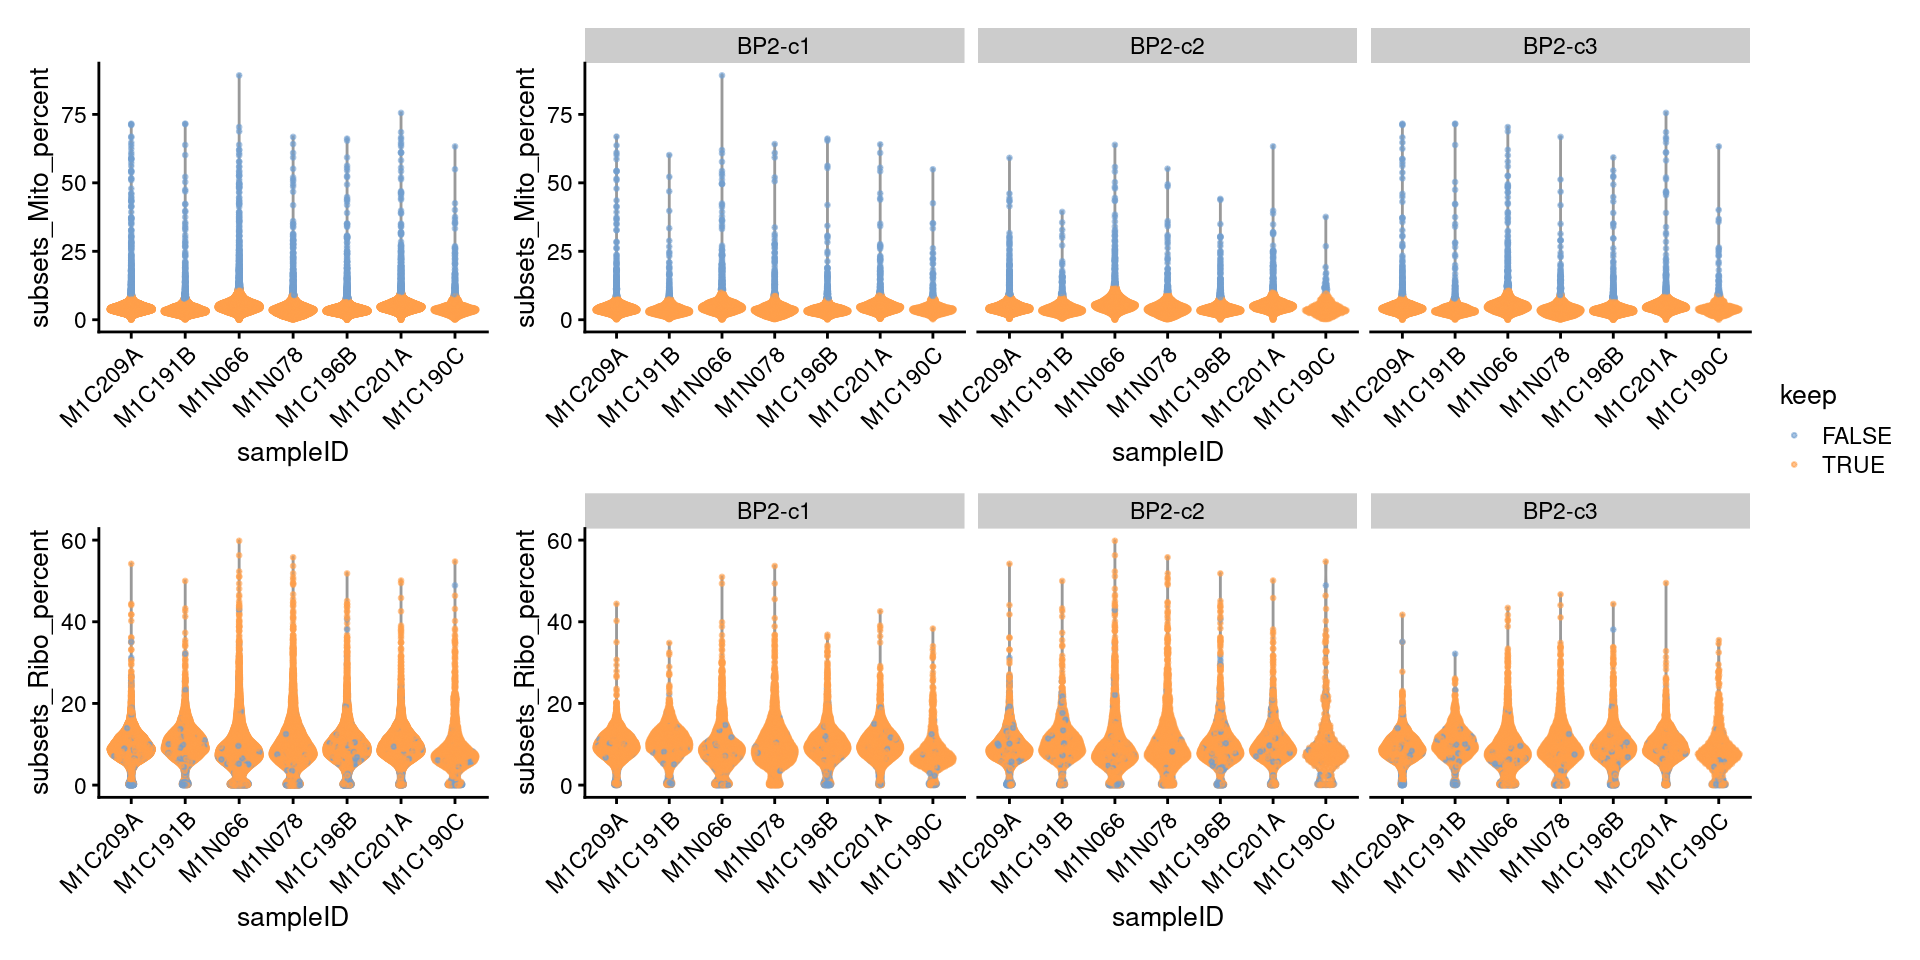 BP2-c1 BP2-c2 BP2-c3
subsets_Mito_percent
75
50
25
0
M1C209A M1C191B M1N066 M1N078 M1C196B M1C201A M1C190C
sampleID
subsets_Mito_percent
75
50
25
0
M1C209A M1C191B M1N066 M1N078 M1C196B M1C201A M1C190C
M1C209A M1C191B M1N066 M1N078 M1C196B M1C201A M1C190C
M1C209A M1C191B M1N066 M1N078 M1C196B M1C201A M1C190C
sampleID
keep
FALSE
TRUE
BP2-c1 BP2-c2 BP2-c3
subsets_Ribo_percent
60
40
20
0
M1C209A M1C191B M1N066 M1N078 M1C196B M1C201A M1C190C
sampleID
subsets_Ribo_percent
60
40
20
0
M1C209A M1C191B M1N066 M1N078 M1C196B M1C201A M1C190C
M1C209A M1C191B M1N066 M1N078 M1C196B M1C201A M1C190C
M1C209A M1C191B M1N066 M1N078 M1C196B M1C201A M1C190C
sampleID